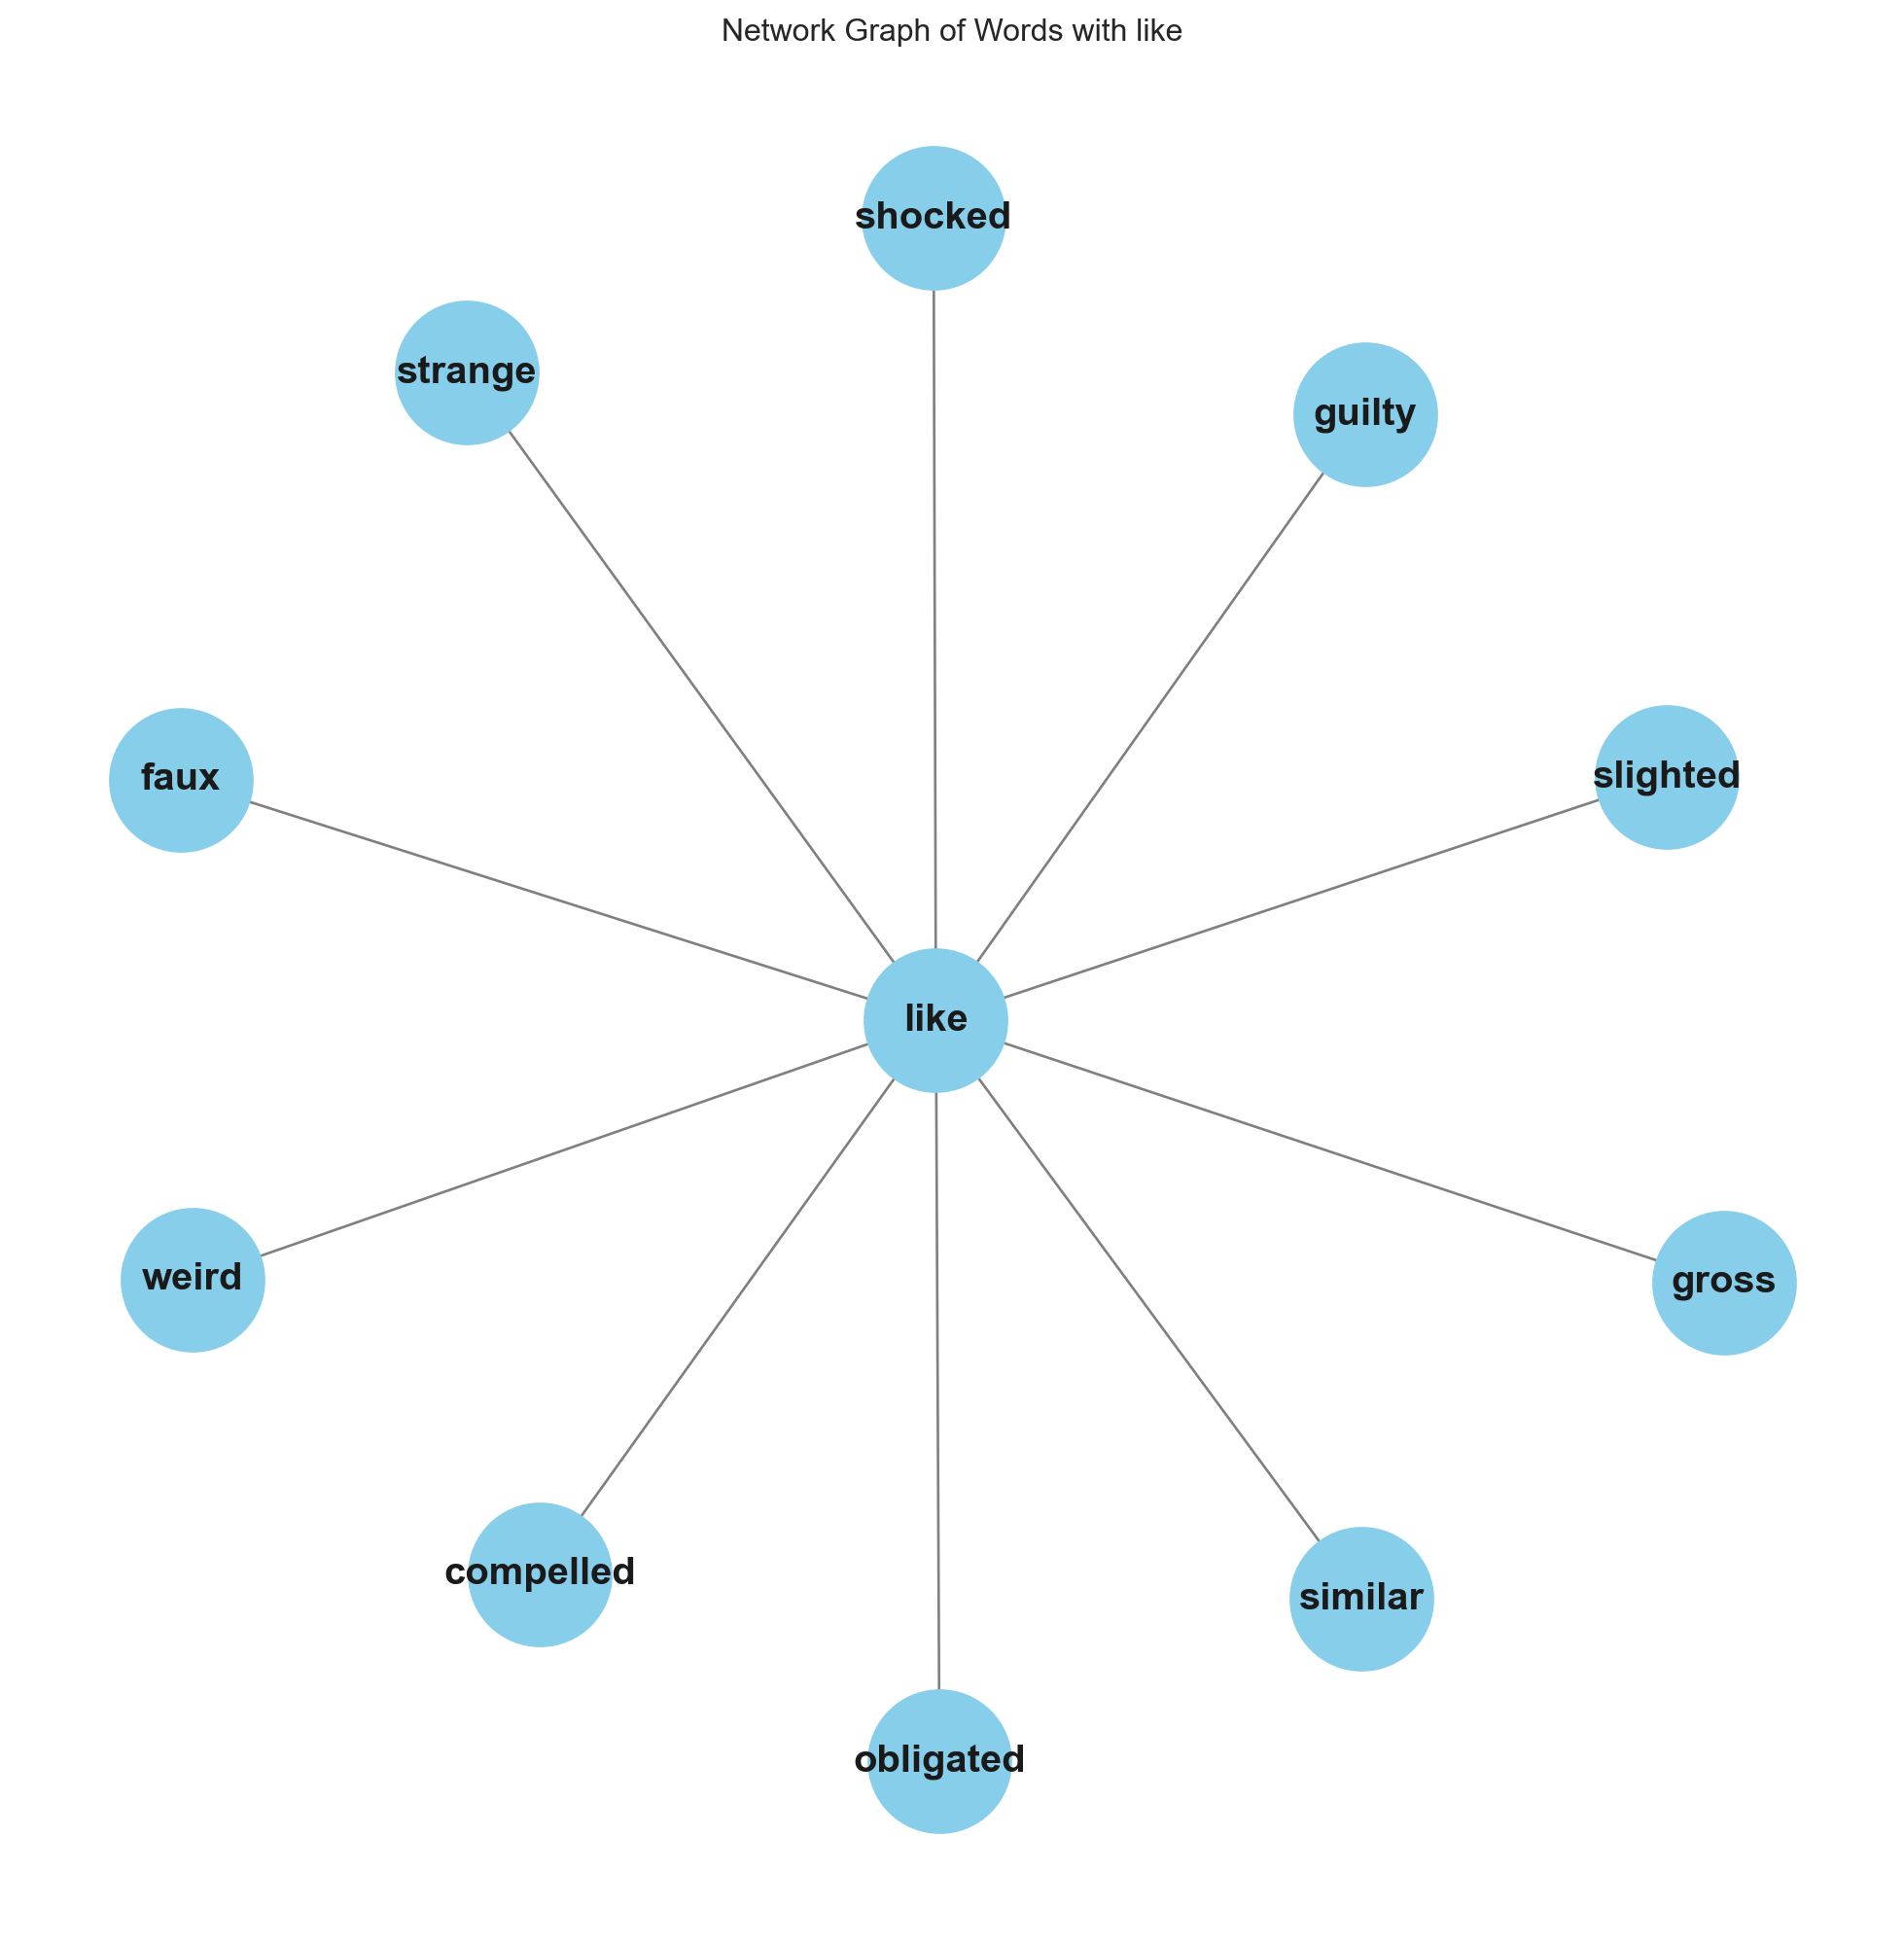 Network Graph of Words with like
shocked
strange
guilty
faux
slighted
like
weird
gross
compelled
similar
obligated